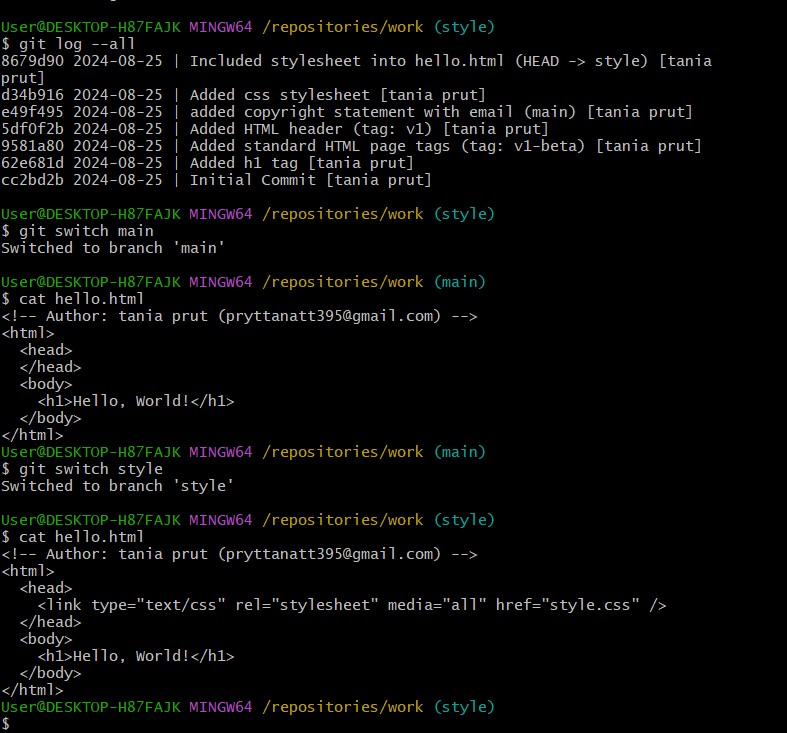 User@DESKTOP-H87FAJK MINGW64 /repositories/work (style)
$ git log --all
8679d90 2024-08-25 | Included stylesheet into hello.html (HEAD -> style) [tania
prut]
d34b916 2024-08-25 | Added css stylesheet [tania prut]
e49f495 2024-08-25 | added copyright statement with email (main) [tania prut]
5df0f2b 2024-08-25 | Added HTML header (tag: v1) [tania prut]
9581a80 2024-08-25 | Added standard HTML page tags (tag: v1-beta) [tania prut]
62e681d 2024-08-25 | Added h1 tag [tania prut]
cc2bd2b 2024-08-25 | Initial Commit [tania prut]
User@DESKTOP-H87FAJK MINGW64 /repositories/work (style)
$ git switch main
Switched to branch 'main'
User@DESKTOP-H87FAJK MINGW64 /repositories/work (main)
$ cat hello.html
<!-- Author: tania prut (pryttanatt395@gmail.com) -->
<html>
  <head>
  </head>
  <body>
    <h1>Hello, World!</h1>
  </body>
</html>
User@DESKTOP-H87FAJK MINGW64 /repositories/work (main)
$ git switch style
Switched to branch 'style'
User@DESKTOP-H87FAJK MINGW64 /repositories/work (style)
$ cat hello.html
<!-- Author: tania prut (pryttanatt395@gmail.com) -->
<html>
  <head>
    <link type="text/css" rel="stylesheet" media="all" href="style.css" />
  </head>
  <body>
    <h1>Hello, World!</h1>
  </body>
</html>
User@DESKTOP-H87FAJK MINGW64 /repositories/work (style)
$